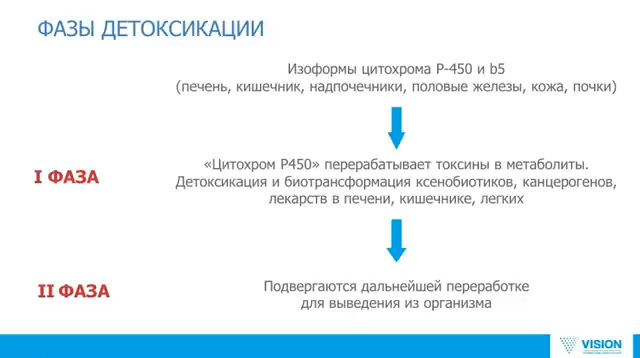 ФАЗЫ ДЕТОКСИКАЦИИ
Изоформы цитохрома P-450 и b5
(печень, кишечник, надпочечники, половые железы, кожа, почки)
I ФАЗА
«Цитохром P450» перерабатывает токсины в метаболиты.
Детоксикация и биотрансформация ксенобиотиков, канцерогенов,
лекарств в печени, кишечнике, легких
II ФАЗА
Подвергаются дальнейшей переработке
для выведения из организма
VISION